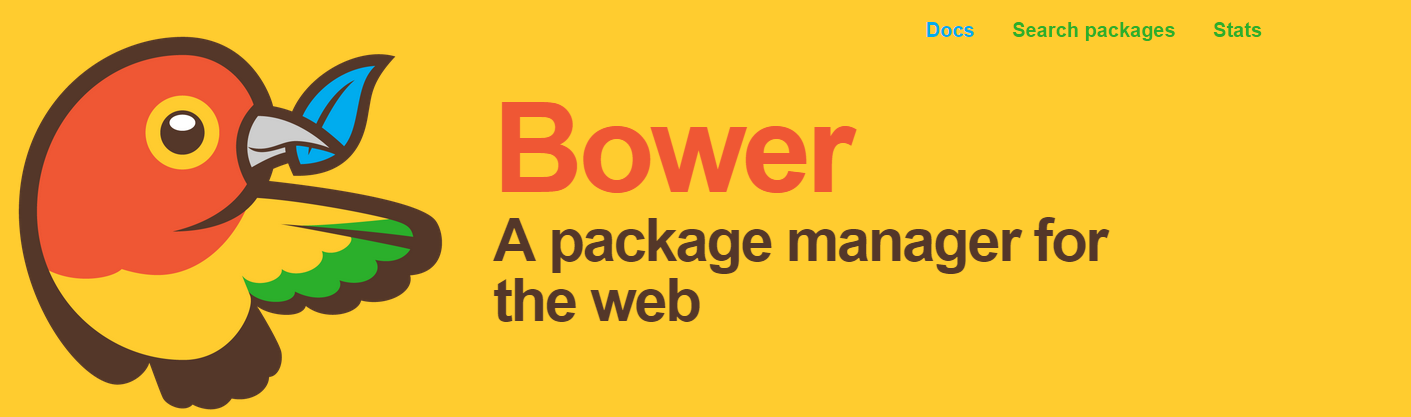 Docs Search packages Stats
Bower
A package manager for
the web